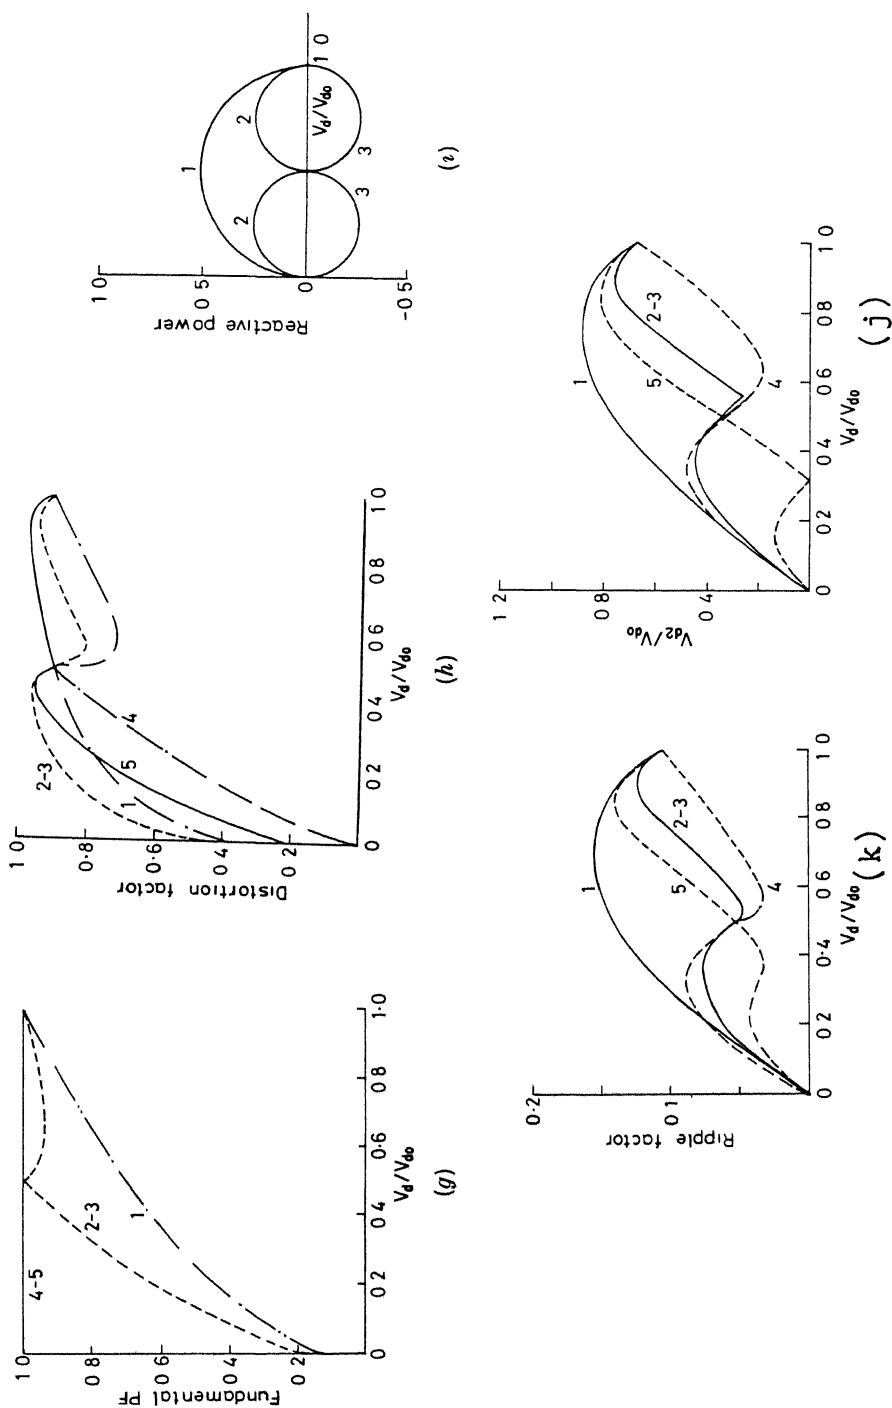 Fundamental PF
1 0
0 8
0 6
0 4
0 2
4-5
2-3
1
0 0 2 0 4 0·6 0·8 1·0
Vd/Vdo
(g)
Distortion factor
1 0
0·8
0 6
0 4
0 2
2-3
1
5
4
0 0 2 0 4 0 6 0 8 1 0
Vd/Vdo
(h)
Reactive power
1 0
0 5
0
-0 5
1
2
2
3
3
Vd/Vdo
1 0
(i)
Ripple factor
0·2
0 1
1
5
2-3
4
0 0 2 0·4 0 6 0 8 1 0
Vd/Vdo
(k)
Vd2/Vdo
1 2
0 8
0 4
1
5
2-3
4
0 0 2 0 4 0 6 0 8 1 0
Vd/Vdo
(j)